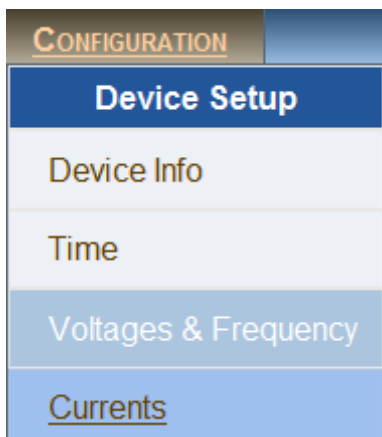 CONFIGURATION
Device Setup
Device Info
Time
Voltages & Frequency
Currents